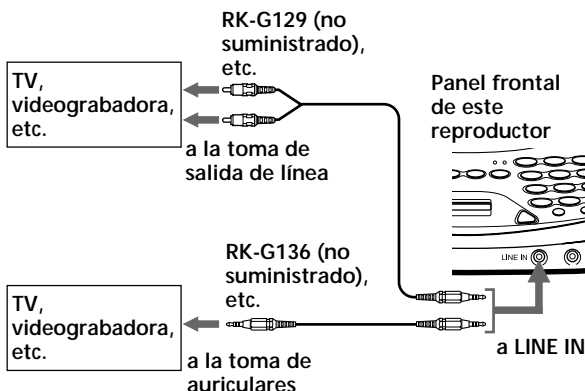 RK-G129 (no
suministrado),
etc.
TV,
videograbadora,
etc.
a la toma de
salida de línea
Panel frontal
de este
reproductor
LINE IN
RK-G136 (no
suministrado),
etc.
TV,
videograbadora,
etc.
a la toma de
auriculares
a LINE IN